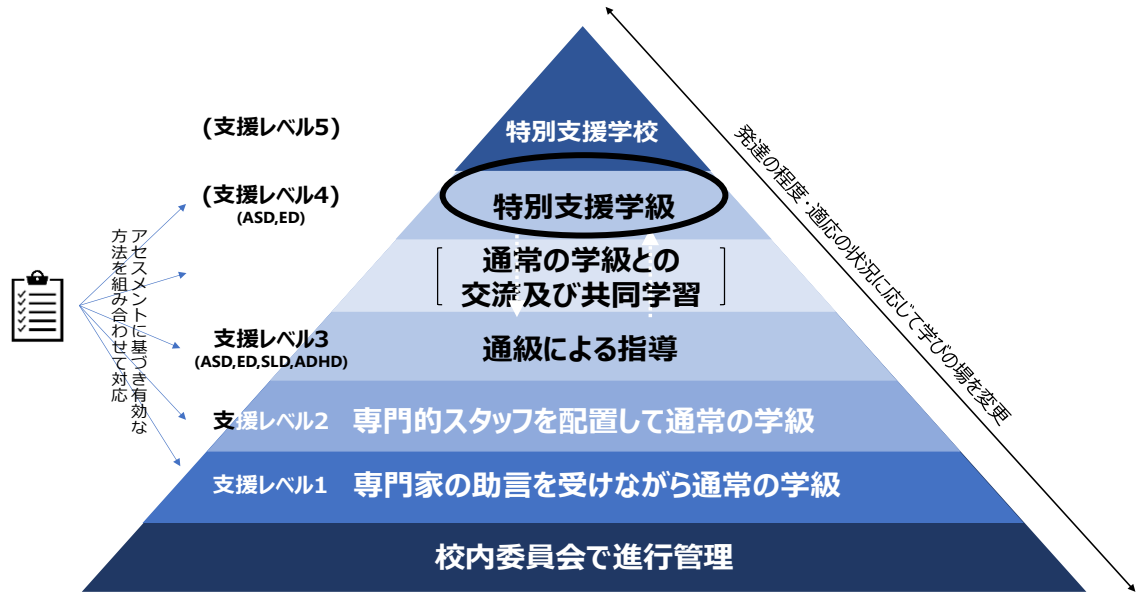 (支援レベル5)
特別支援学校
(支援レベル4)
(ASD,ED)
特別支援学級
通常の学級との
交流及び共同学習
支援レベル3
(ASD,ED,SLD,ADHD)
通級による指導
支援レベル2 専門的スタッフを配置して通常の学級
支援レベル1 専門家の助言を受けながら通常の学級
校内委員会で進行管理
アセスメントに基づき有効な
方法を組み合わせて対応
発達の程度・適応の状況に応じて学びの場を変更